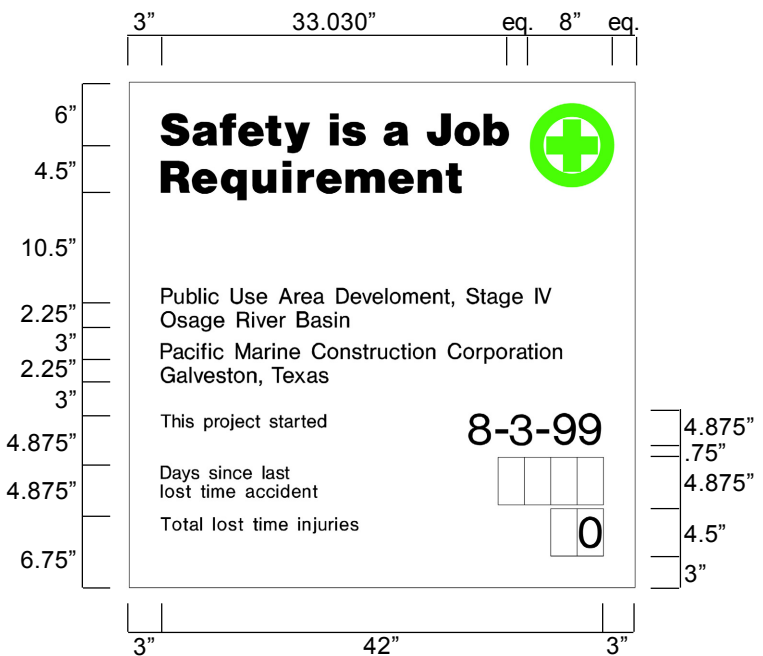 3” 33.030” eq. 8” eq.
6”
4.5”
10.5”
2.25”
3”
2.25”
3”
4.875”
4.875”
6.75”
Safety is a Job
Requirement
Public Use Area Develoment, Stage IV
Osage River Basin
Pacific Marine Construction Corporation
Galveston, Texas
This project started 8-3-99
Days since last
lost time accident
Total lost time injuries 0
4.875”
.75”
4.875”
4.5”
3”
3” 42” 3”